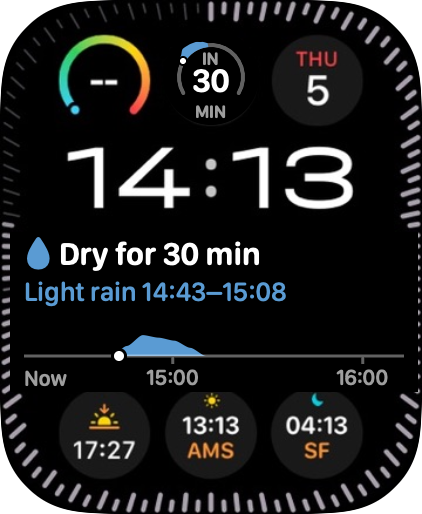 --
IN
30
MIN
THU
5
14:13
Dry for 30 min
Light rain 14:43–15:08
Now 15:00 16:00
17:27
13:13
AMS
04:13
SF